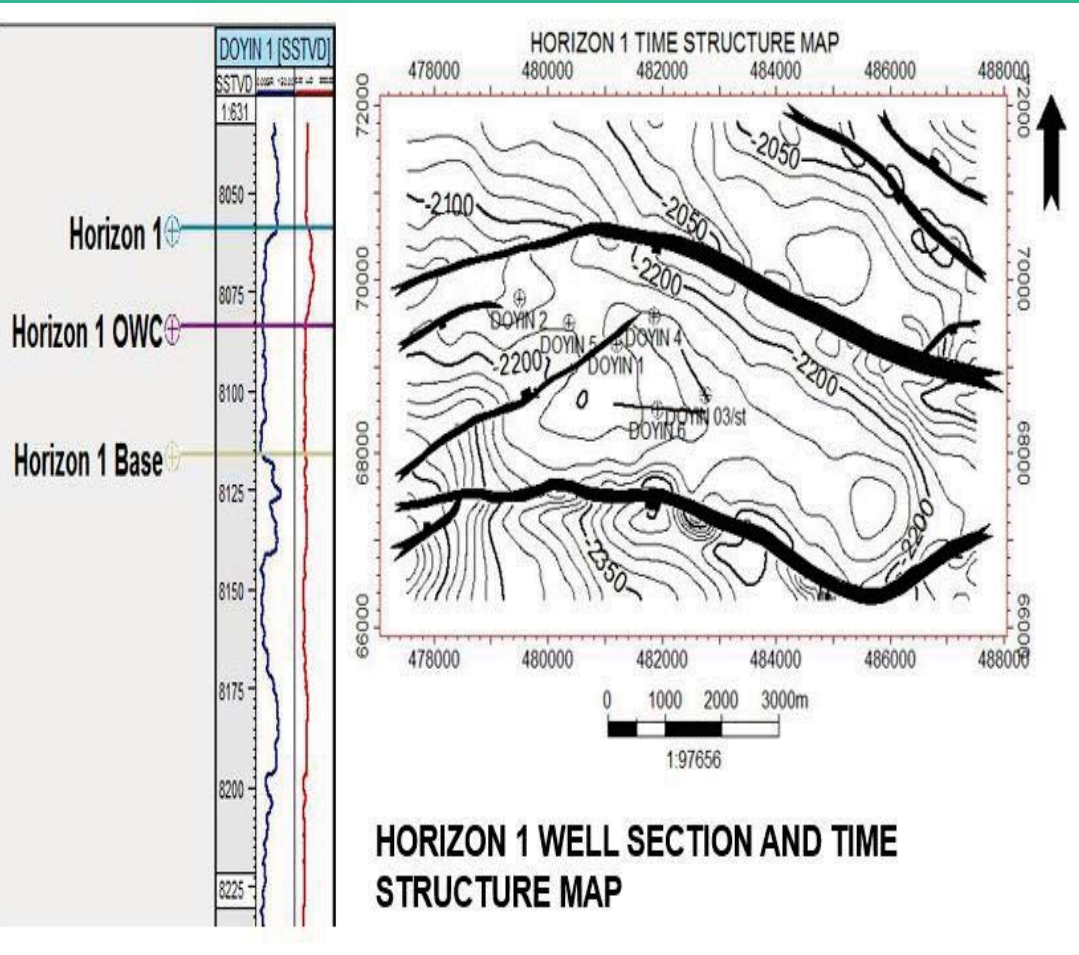 DOYIN 1 [SSTVD]
SSTVD
1:631
8050
8075
8100
8125
8150
8175
8200
8225
Horizon 1
Horizon 1 OWC
Horizon 1 Base
HORIZON 1 TIME STRUCTURE MAP
478000 480000 482000 484000 486000 488000
72000
70000
68000
66000
72000
70000
68000
66000
-2050
-2100
-2050
-2200
-2200
-2200
-2200
-2350
DOYIN 2
DOYIN 5
DOYIN 4
DOYIN 1
DOYIN 03/st
DOYIN 6
478000 480000 482000 484000 486000 488000
0 1000 2000 3000m
1:97656
HORIZON 1 WELL SECTION AND TIME
STRUCTURE MAP